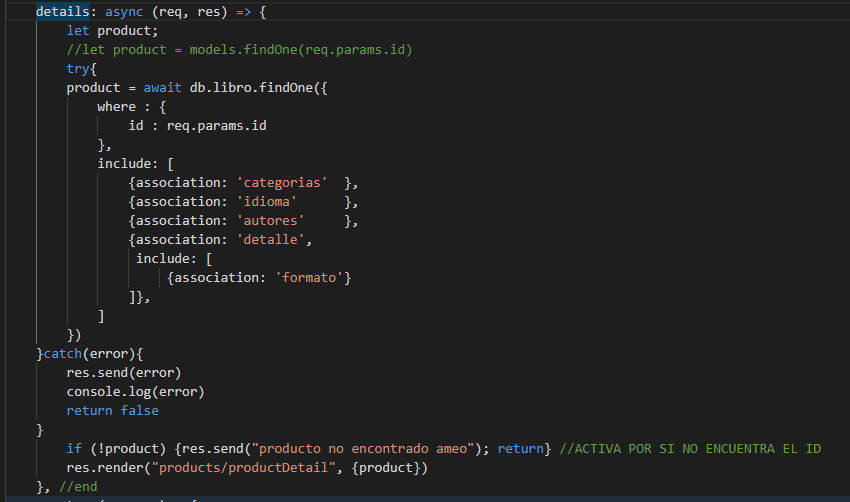 details: async (req, res) => {
    let product;
    //let product = models.findOne(req.params.id)
    try{
    product = await db.libro.findOne({
        where : {
            id : req.params.id
        },
        include: [
            {association: 'categorias'  },
            {association: 'idioma'      },
            {association: 'autores'     },
            {association: 'detalle',
             include: [
                 {association: 'formato'}
            ]},
        ]
    })
}catch(error){
    res.send(error)
    console.log(error)
    return false
}
    if (!product) {res.send("producto no encontrado ameo"); return} //ACTIVA POR SI NO ENCUENTRA EL ID
    res.render("products/productDetail", {product})
}, //end